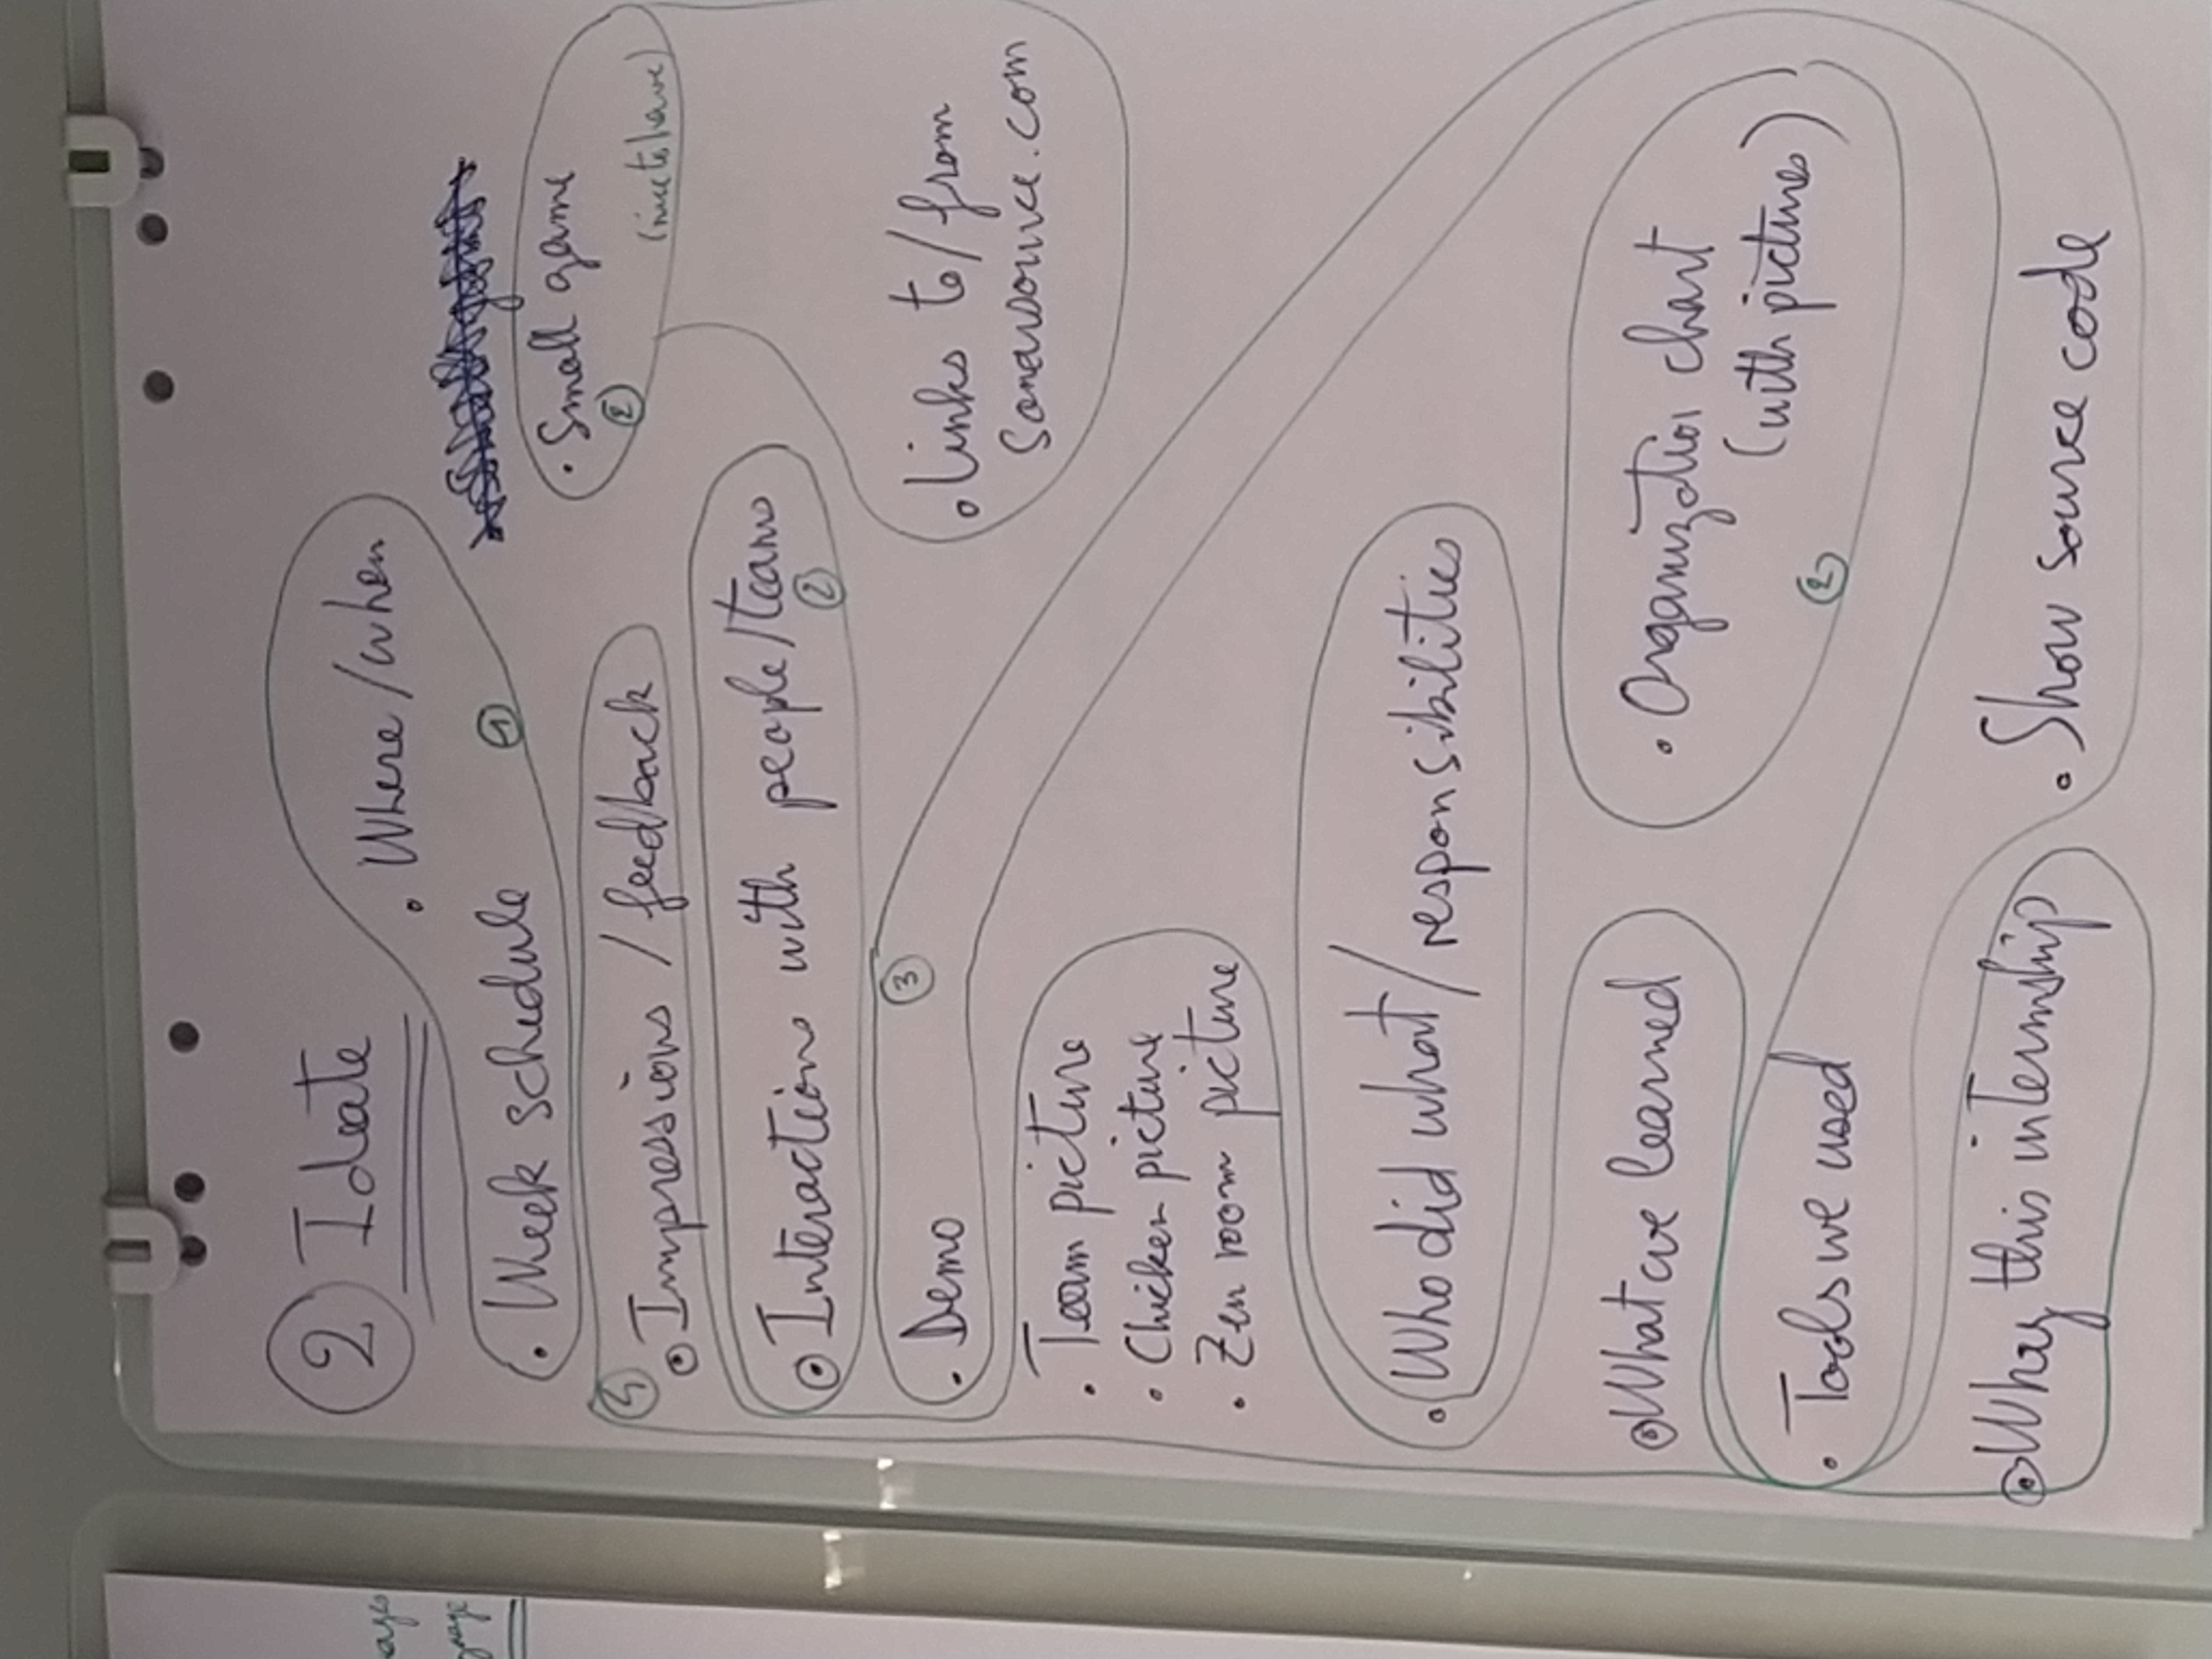 ages
② Ideate
. Where/when
. Week schedule ①
. Small game
②
(nice to have)
④
. Impressions / feedback
. Interactions with people/teams
②
③
. Demo
. links to/from
Sonarsource.com
. Team picture
. Chicken picture
. Zen room picture
. Who did what/responsibilities
. What we learned
. Organization chart
(with pictures)
②
. Tools we used
. Why this internship
. Show source code